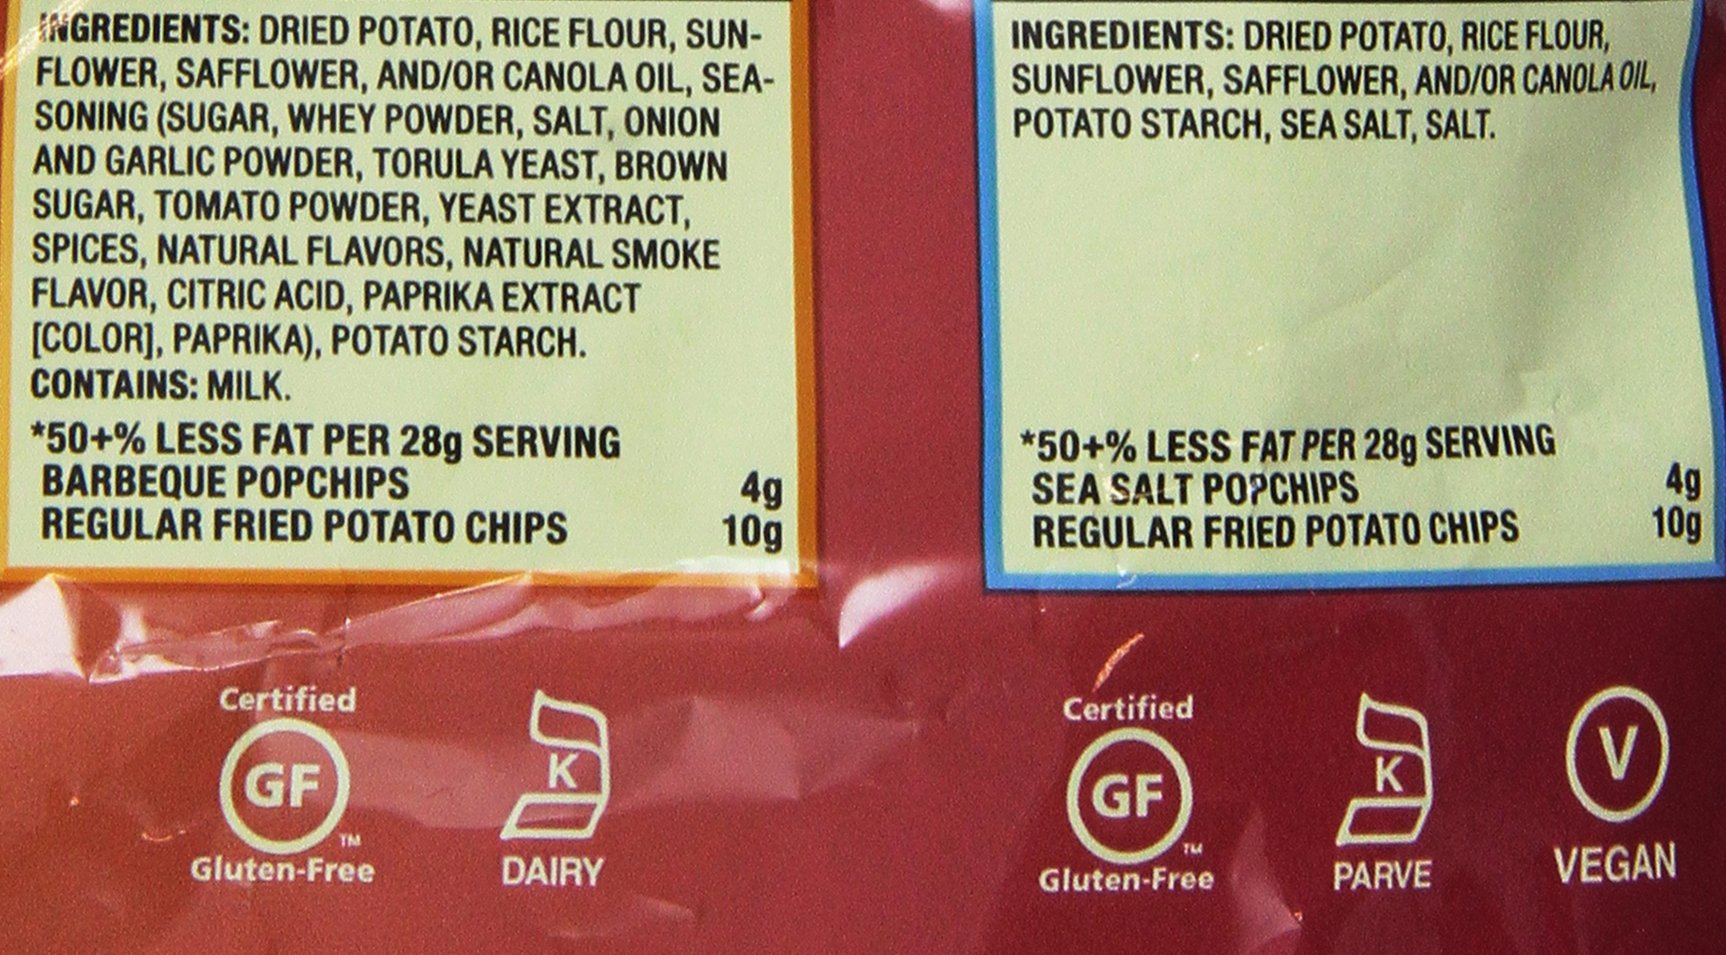 INGREDIENTS: DRIED POTATO, RICE FLOUR, SUN-
FLOWER, SAFFLOWER, AND/OR CANOLA OIL, SEA-
SONING (SUGAR, WHEY POWDER, SALT, ONION
AND GARLIC POWDER, TORULA YEAST, BROWN
SUGAR, TOMATO POWDER, YEAST EXTRACT,
SPICES, NATURAL FLAVORS, NATURAL SMOKE
FLAVOR, CITRIC ACID, PAPRIKA EXTRACT
[COLOR], PAPRIKA), POTATO STARCH.
CONTAINS: MILK.
*50+% LESS FAT PER 28g SERVING
BARBEQUE POPCHIPS 4g
REGULAR FRIED POTATO CHIPS 10g
Certified
GF
TM
Gluten-Free
K
DAIRY
INGREDIENTS: DRIED POTATO, RICE FLOUR,
SUNFLOWER, SAFFLOWER, AND/OR CANOLA OIL,
POTATO STARCH, SEA SALT, SALT.
*50+% LESS FAT PER 28g SERVING
SEA SALT POPCHIPS 4g
REGULAR FRIED POTATO CHIPS 10g
Certified
GF
TM
Gluten-Free
K
PARVE
V
VEGAN